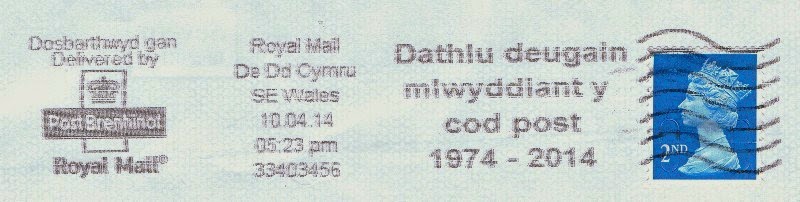 Dosbarthwyd gan
Delivered by
Post Brenhinol
Royal Mail®
Royal Mail
De Dd Cymru
SE Wales
10.04.14
05:23 pm
33403456
Dathlu deugain
mlwyddiant y
cod post
1974 - 2014
2ND